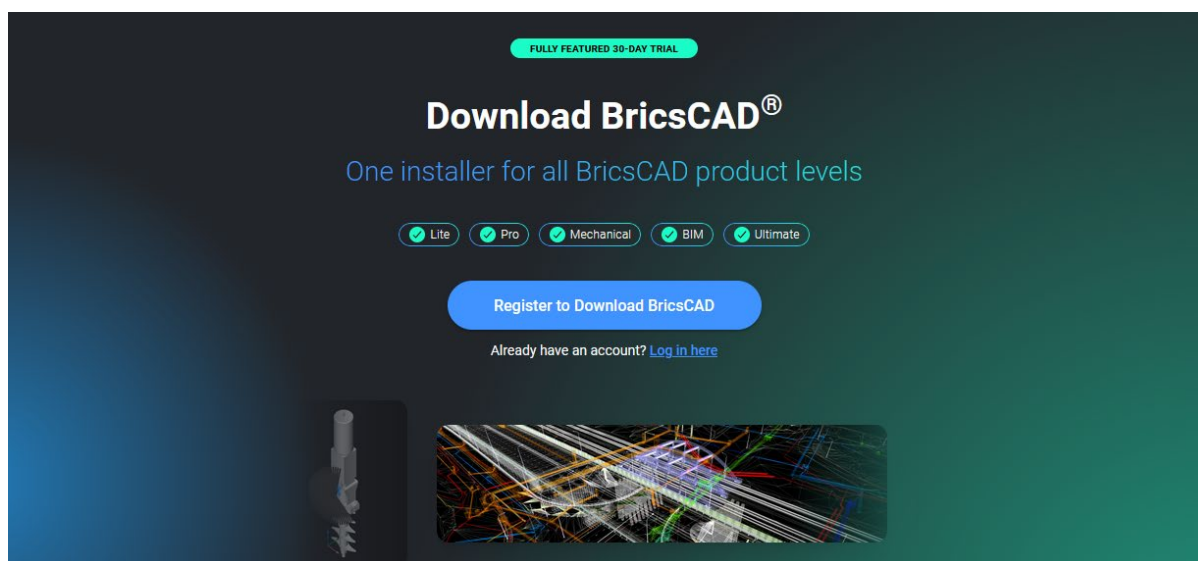 FULLY FEATURED 30-DAY TRIAL
Download BricsCAD®
One installer for all BricsCAD product levels
Lite Pro Mechanical BIM Ultimate
Register to Download BricsCAD
Already have an account? Log in here